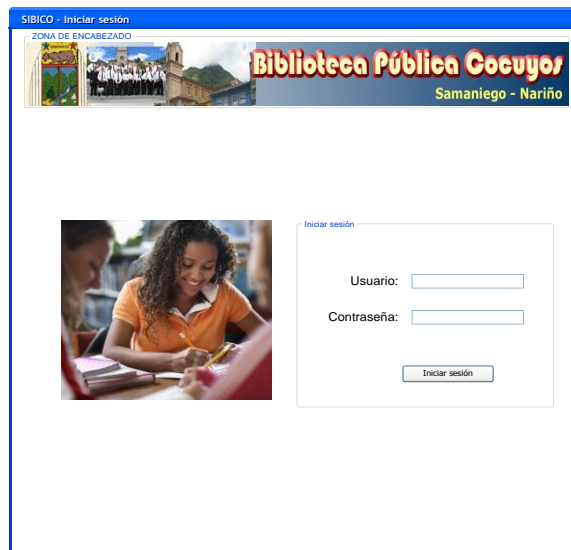 SIBICO - Iniciar sesión
ZONA DE ENCABEZADO
Biblioteca Pública Cocuyos
Samaniego - Nariño
Iniciar sesión
Usuario:
Contraseña:
Iniciar sesión